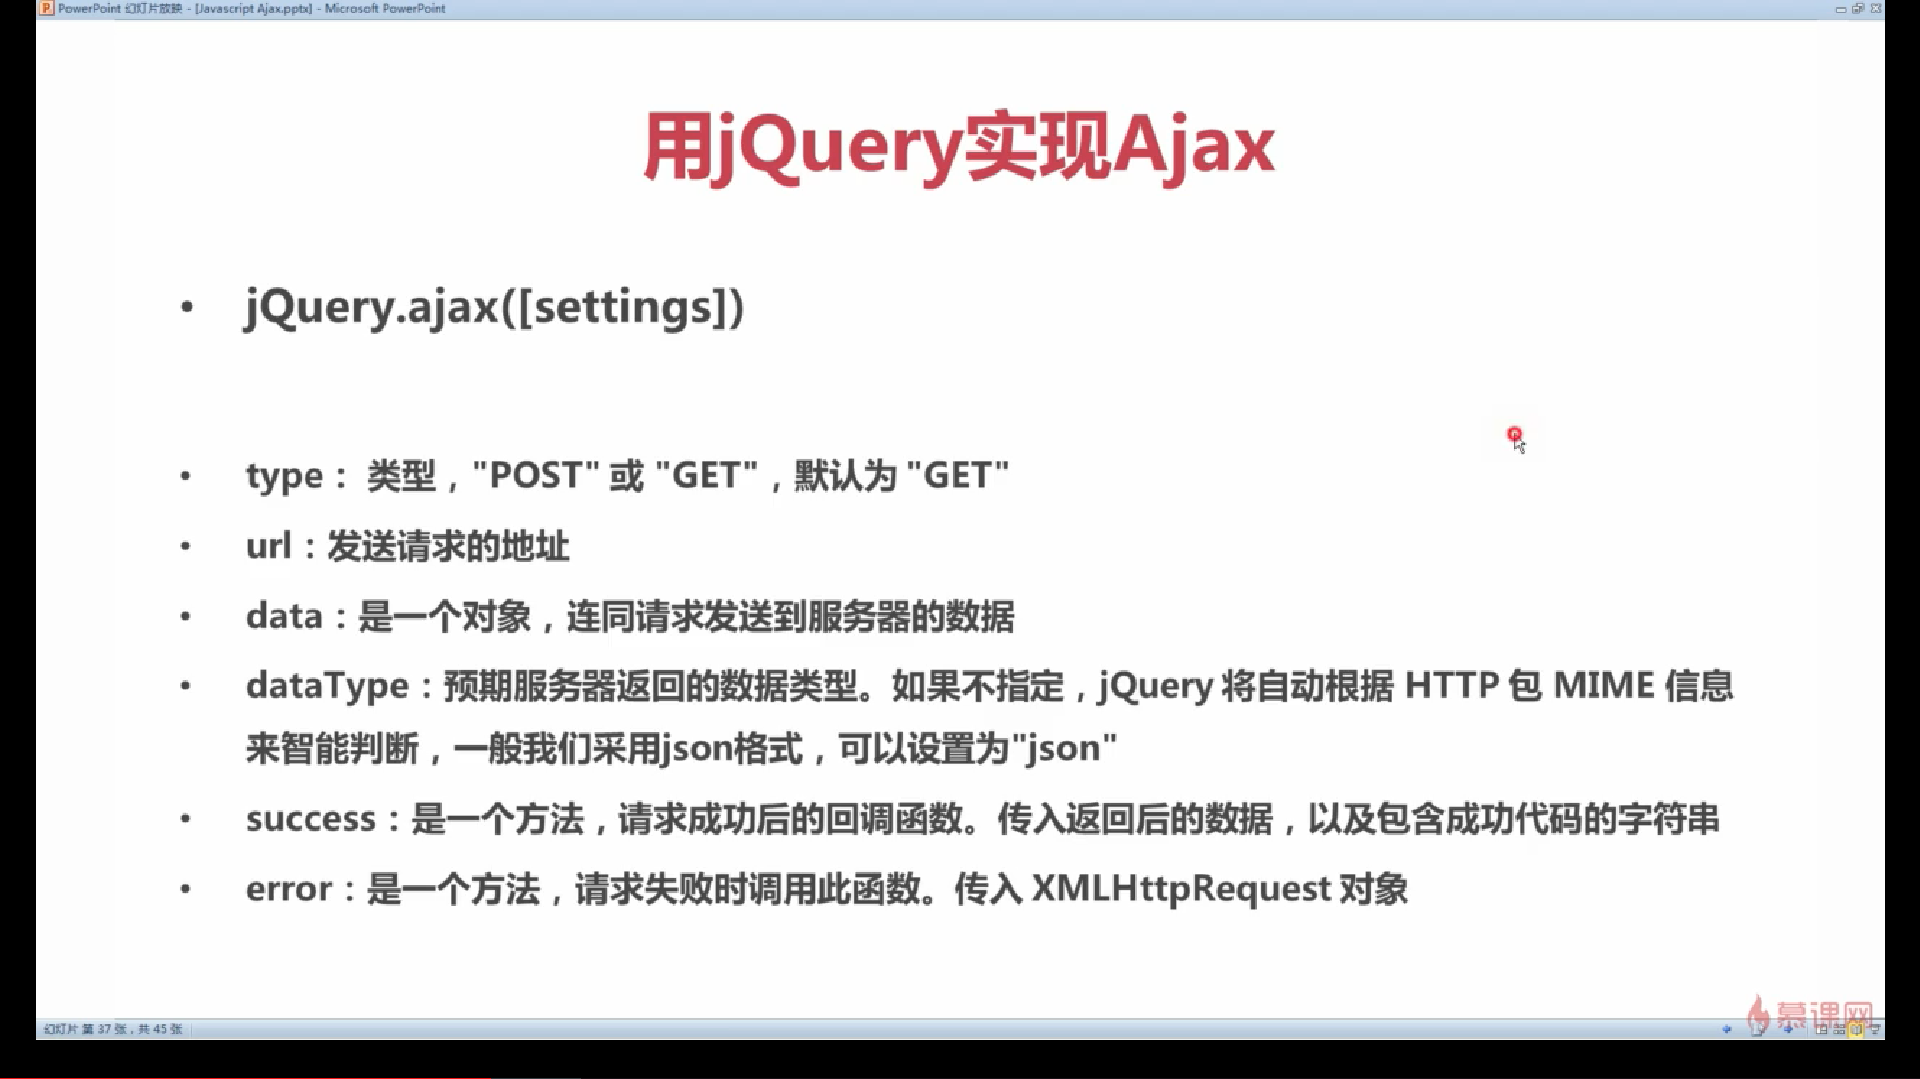 PowerPoint 幻灯片放映 - [Javascript Ajax.pptx] - Microsoft PowerPoint
用jQuery实现Ajax
• jQuery.ajax([settings])
• type： 类型，"POST" 或 "GET"，默认为 "GET"
• url：发送请求的地址
• data：是一个对象，连同请求发送到服务器的数据
• dataType：预期服务器返回的数据类型。如果不指定，jQuery 将自动根据 HTTP 包 MIME 信息
来智能判断，一般我们采用json格式，可以设置为"json"
• success：是一个方法，请求成功后的回调函数。传入返回后的数据，以及包含成功代码的字符串
• error：是一个方法，请求失败时调用此函数。传入 XMLHttpRequest 对象
慕课网
幻灯片 第 37 张，共 45 张